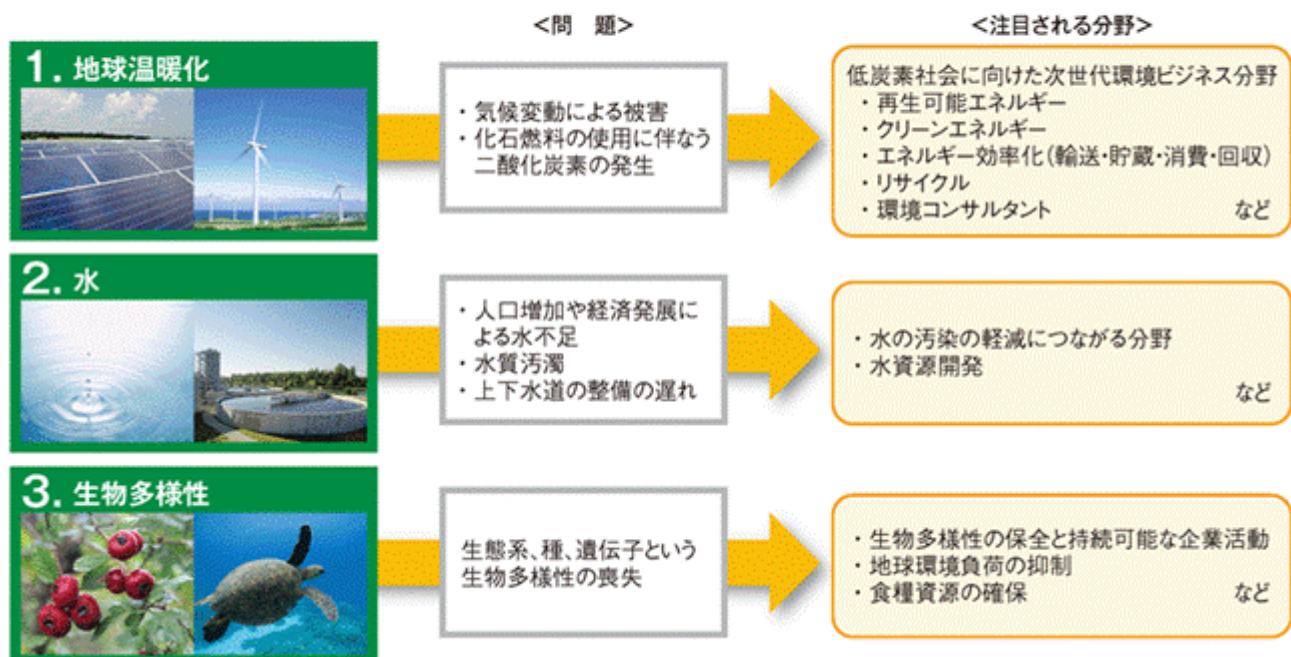 <問　題>
<注目される分野>
1. 地球温暖化
・気候変動による被害
・化石燃料の使用に伴なう
二酸化炭素の発生
低炭素社会に向けた次世代環境ビジネス分野
・再生可能エネルギー
・クリーンエネルギー
・エネルギー効率化(輸送・貯蔵・消費・回収)
・リサイクル
・環境コンサルタント　など
2. 水
・人口増加や経済発展に
よる水不足
・水質汚濁
・上下水道の整備の遅れ
・水の汚染の軽減につながる分野
・水資源開発
など
3. 生物多様性
生態系、種、遺伝子という
生物多様性の喪失
・生物多様性の保全と持続可能な企業活動
・地球環境負荷の抑制
・食糧資源の確保　など